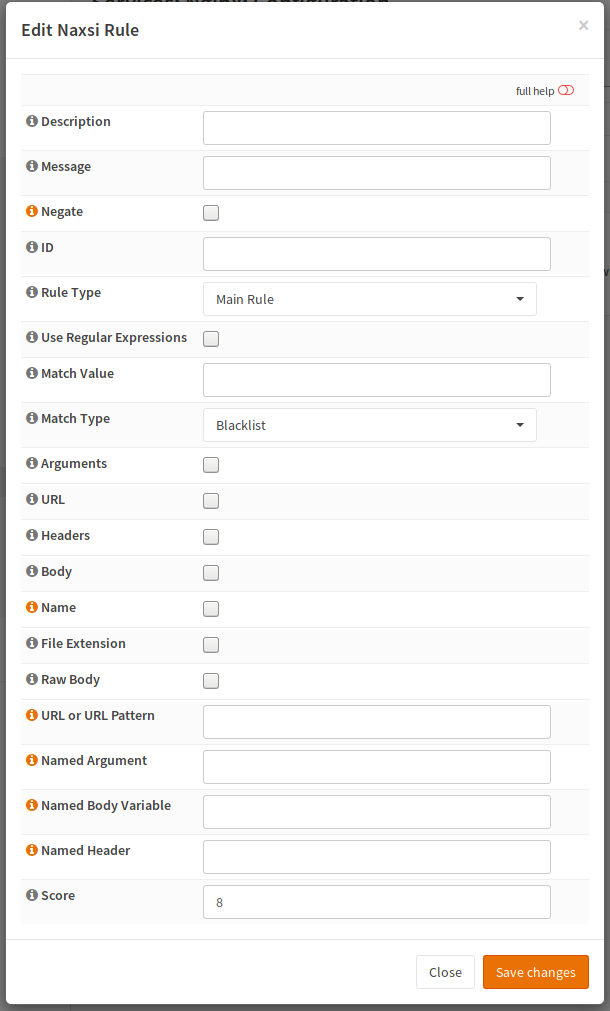 Edit Naxsi Rule
×
full help
Description
Message
Negate
ID
Rule Type
Main Rule
Use Regular Expressions
Match Value
Match Type
Blacklist
Arguments
URL
Headers
Body
Name
File Extension
Raw Body
URL or URL Pattern
Named Argument
Named Body Variable
Named Header
Score
8
Close
Save changes